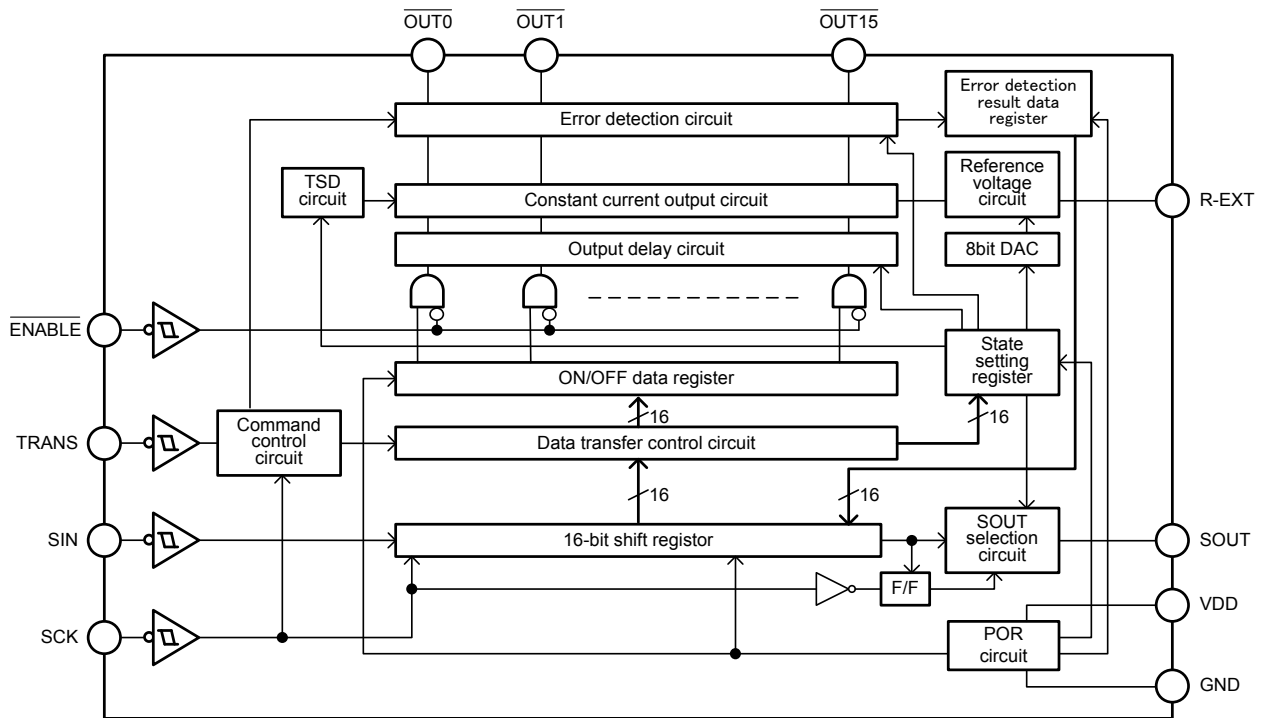 OUT0
OUT1
OUT15
Error detection circuit
Error detection
result data
register
TSD
circuit
Constant current output circuit
Reference
voltage
circuit
R-EXT
Output delay circuit
8bit DAC
ENABLE
State
setting
register
ON/OFF data register
16
16
TRANS
Command
control
circuit
Data transfer control circuit
16
16
SIN
16-bit shift registor
SOUT
selection
circuit
SOUT
F/F
VDD
SCK
POR
circuit
GND